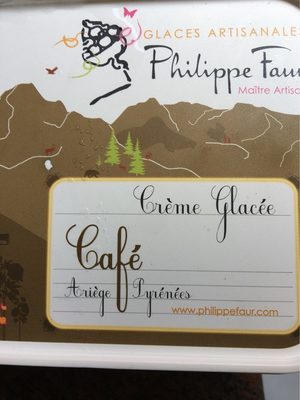 GLACES ARTISANALES
Philippe Faur
Maître Artisa
Crème Glacée
Café
Ariège Pyrénées
www.philippefaur.com